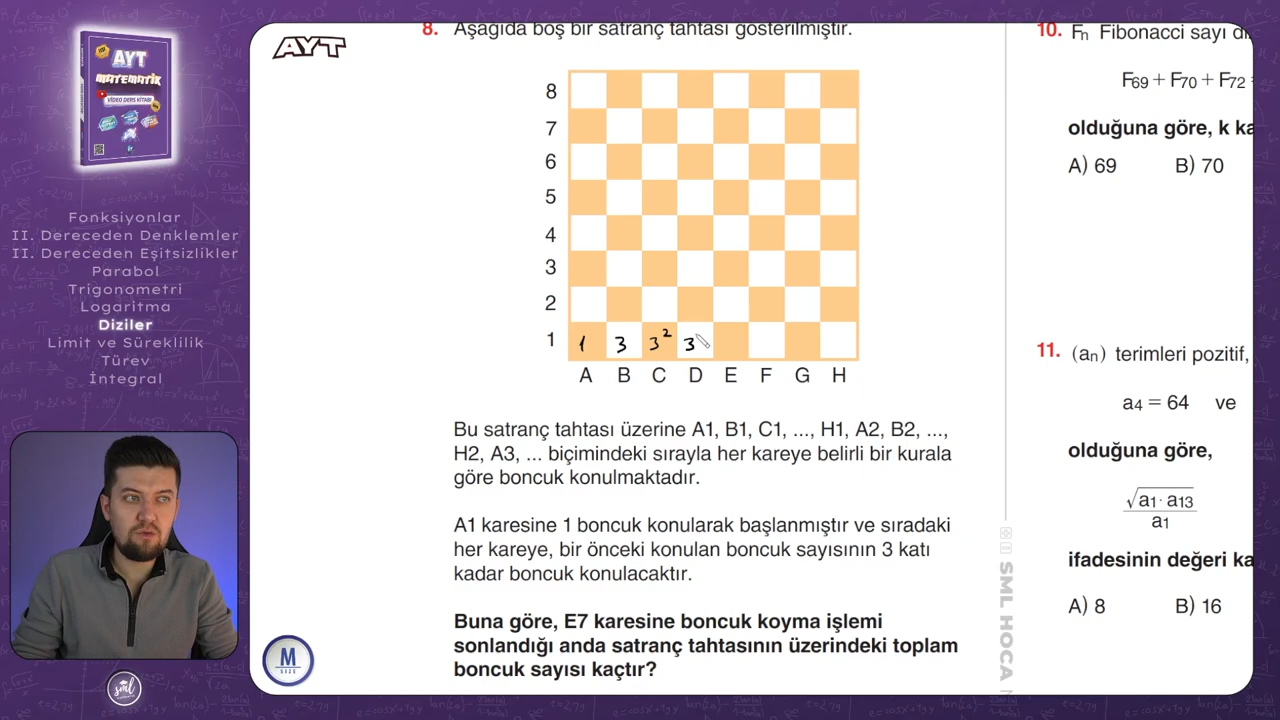 AYT
MATEMATİK
VİDEO DERS KİTABI
Fonksiyonlar
II. Dereceden Denklemler
II. Dereceden Eşitsizlikler
Parabol
Trigonometri
Logaritma
Diziler
Limit ve Süreklilik
Türev
İntegral
sml
AYT
8. Aşağıda boş bir satranç tahtası gösterilmiştir.
8
7
6
5
4
3
2
1 1 3 3² 3
A B C D E F G H
Bu satranç tahtası üzerine A1, B1, C1, ..., H1, A2, B2, ...,
H2, A3, ... biçimindeki sırayla her kareye belirli bir kurala
göre boncuk konulmaktadır.
A1 karesine 1 boncuk konularak başlanmıştır ve sıradaki
her kareye, bir önceki konulan boncuk sayısının 3 katı
kadar boncuk konulacaktır.
Buna göre, E7 karesine boncuk koyma işlemi
sonlandığı anda satranç tahtasının üzerindeki toplam
boncuk sayısı kaçtır?
M
SIZE
SML HOCA
10. Fn Fibonacci sayı di
F69 + F70 + F72 =
olduğuna göre, k ka
A) 69 B) 70
11. (an) terimleri pozitif,
a4 = 64 ve
olduğuna göre,
√a1 · a13
a1
ifadesinin değeri ka
A) 8 B) 16